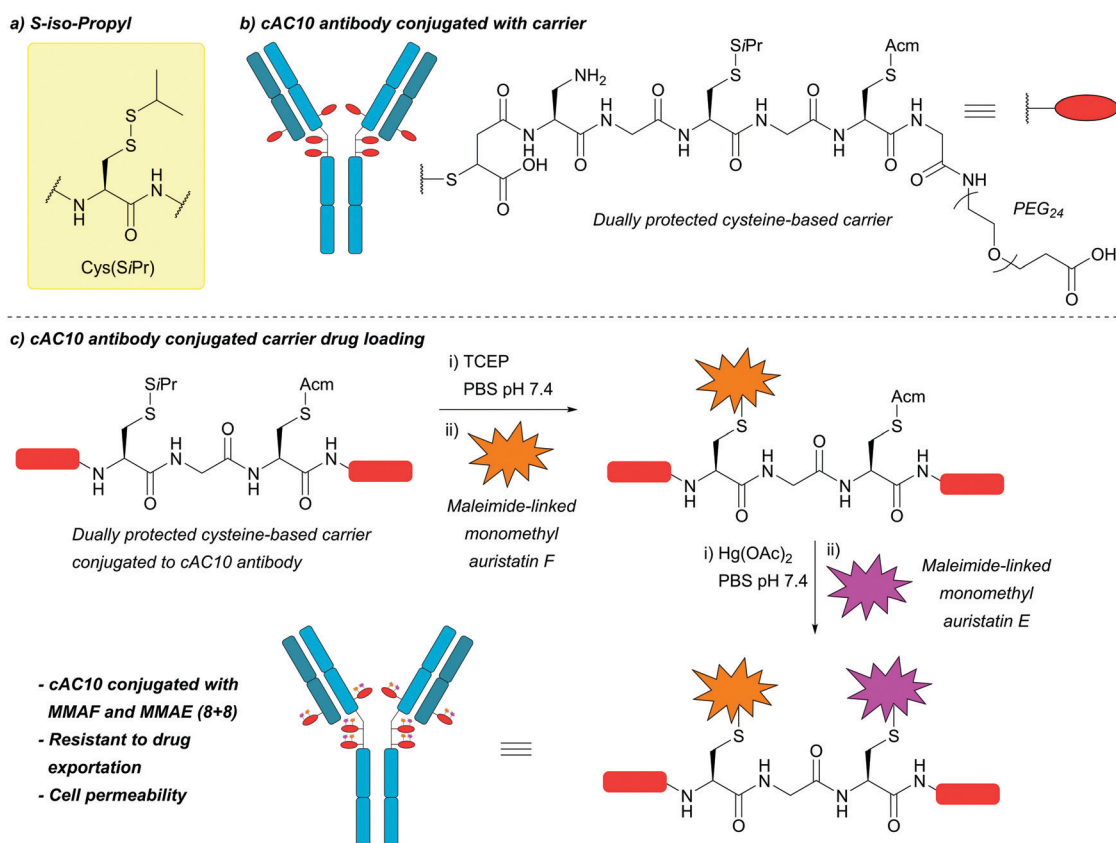 a) S-iso-Propyl
S
S
N
H
H
N
O
Cys(SiPr)
b) cAC10 antibody conjugated with carrier
SiPr
Acm
NH2
S
S
O
N
H
O
H
N
O
N
H
O
H
N
O
N
H
O
H
N
S
OH
O
O
NH
PEG24
O
OH
O
Dually protected cysteine-based carrier
c) cAC10 antibody conjugated carrier drug loading
SiPr
Acm
S
S
N
H
O
H
N
O
N
H
O
H
N
Dually protected cysteine-based carrier
conjugated to cAC10 antibody
i) TCEP
PBS pH 7.4
ii)
Maleimide-linked
monomethyl
auristatin F
Acm
S
S
N
H
O
H
N
O
N
H
O
H
N
i) Hg(OAc)2
PBS pH 7.4
ii)
Maleimide-linked
monomethyl
auristatin E
- cAC10 conjugated with
MMAF and MMAE (8+8)
- Resistant to drug
exportation
- Cell permeability
S
S
N
H
O
H
N
O
N
H
O
H
N